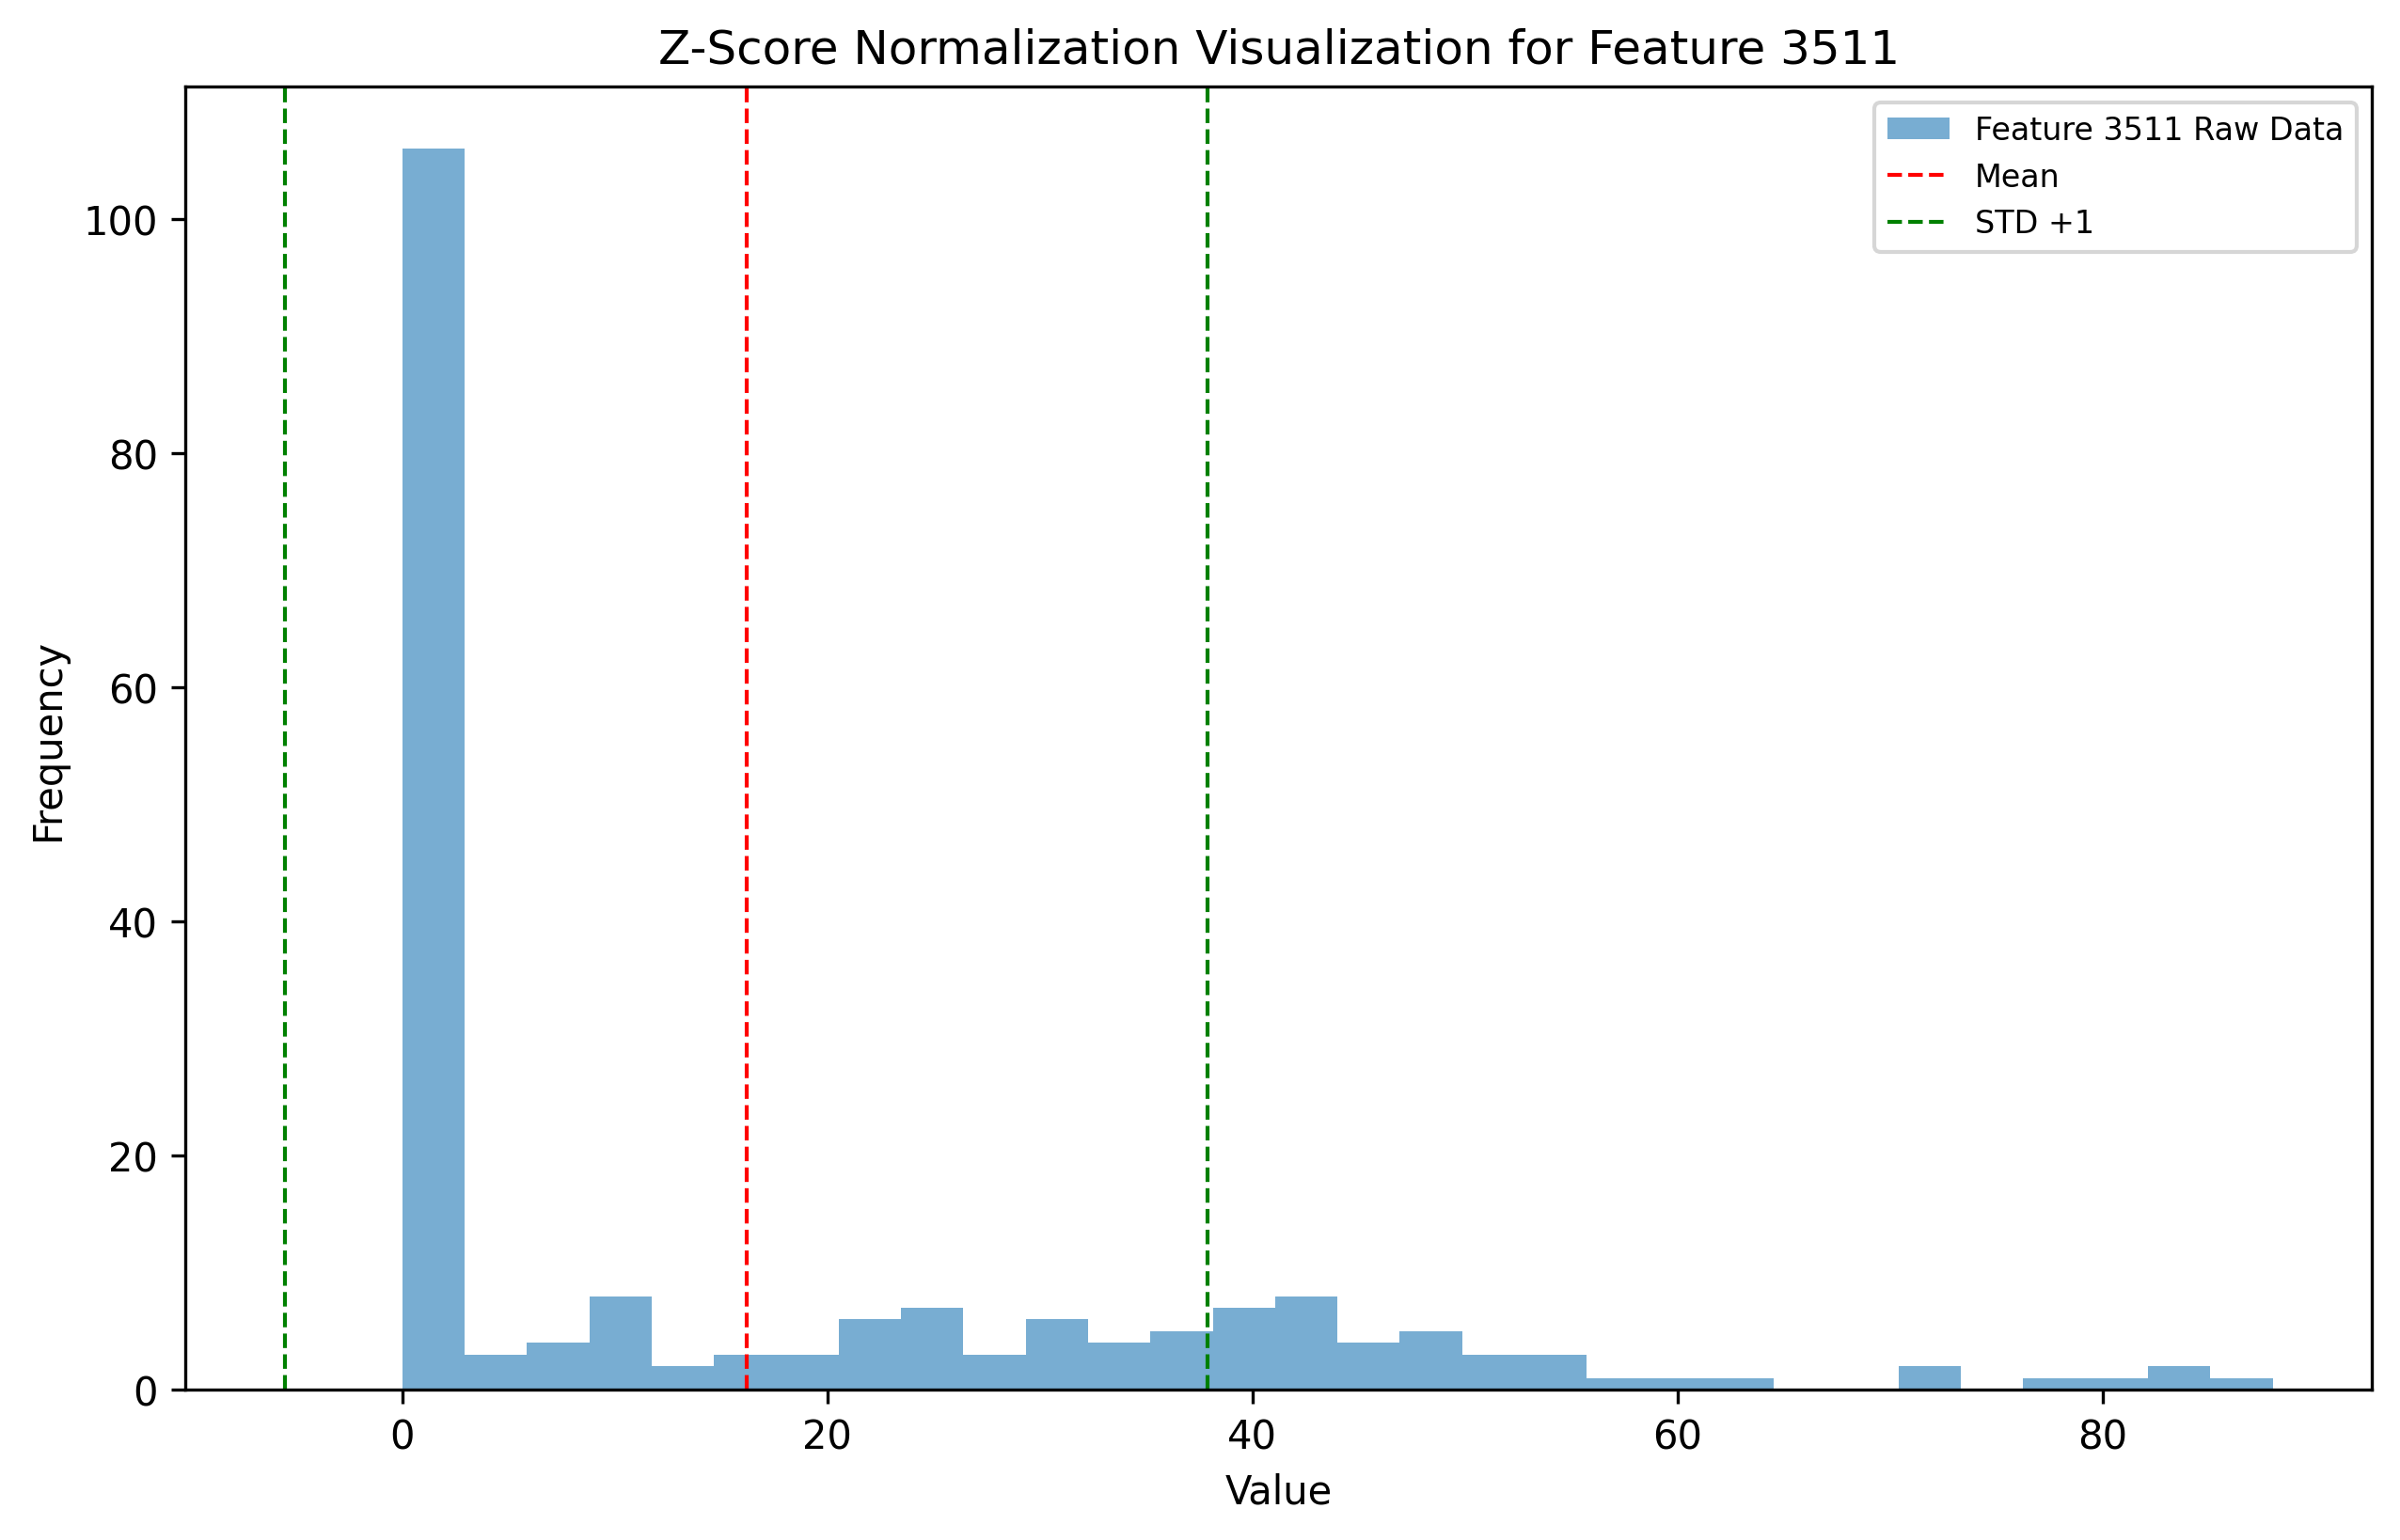 Z-Score Normalization Visualization for Feature 3511
Feature 3511 Raw Data
Mean
STD +1
Frequency
100
80
60
40
20
0
0 20 40 60 80
Value